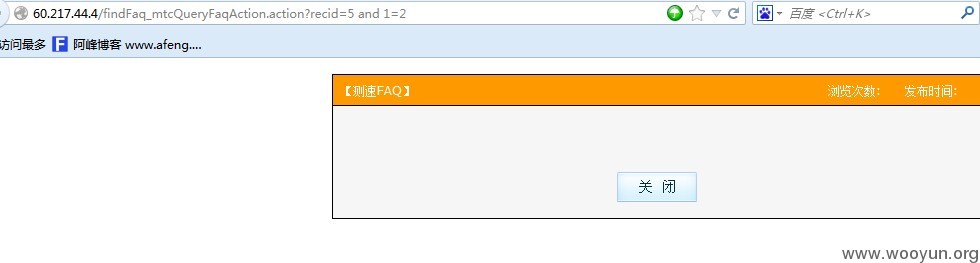 60.217.44.4/findFaq_mtcQueryFaqAction.action?recid=5 and 1=2
百度 <Ctrl+K>
访问最多 阿峰博客 www.afeng....
【测速FAQ】 浏览次数： 发布时间：
关 闭
www.wooyun.org